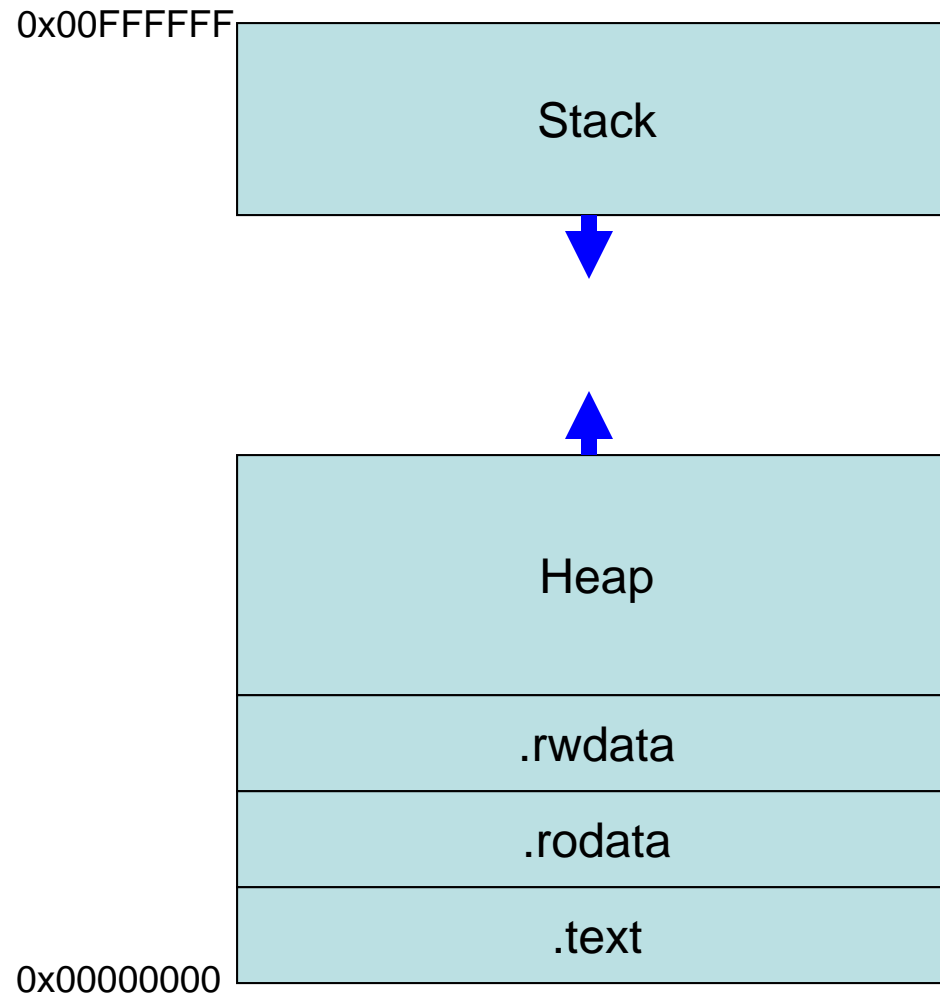 0x00FFFFFF
Stack
Heap
.rwdata
.rodata
.text
0x00000000